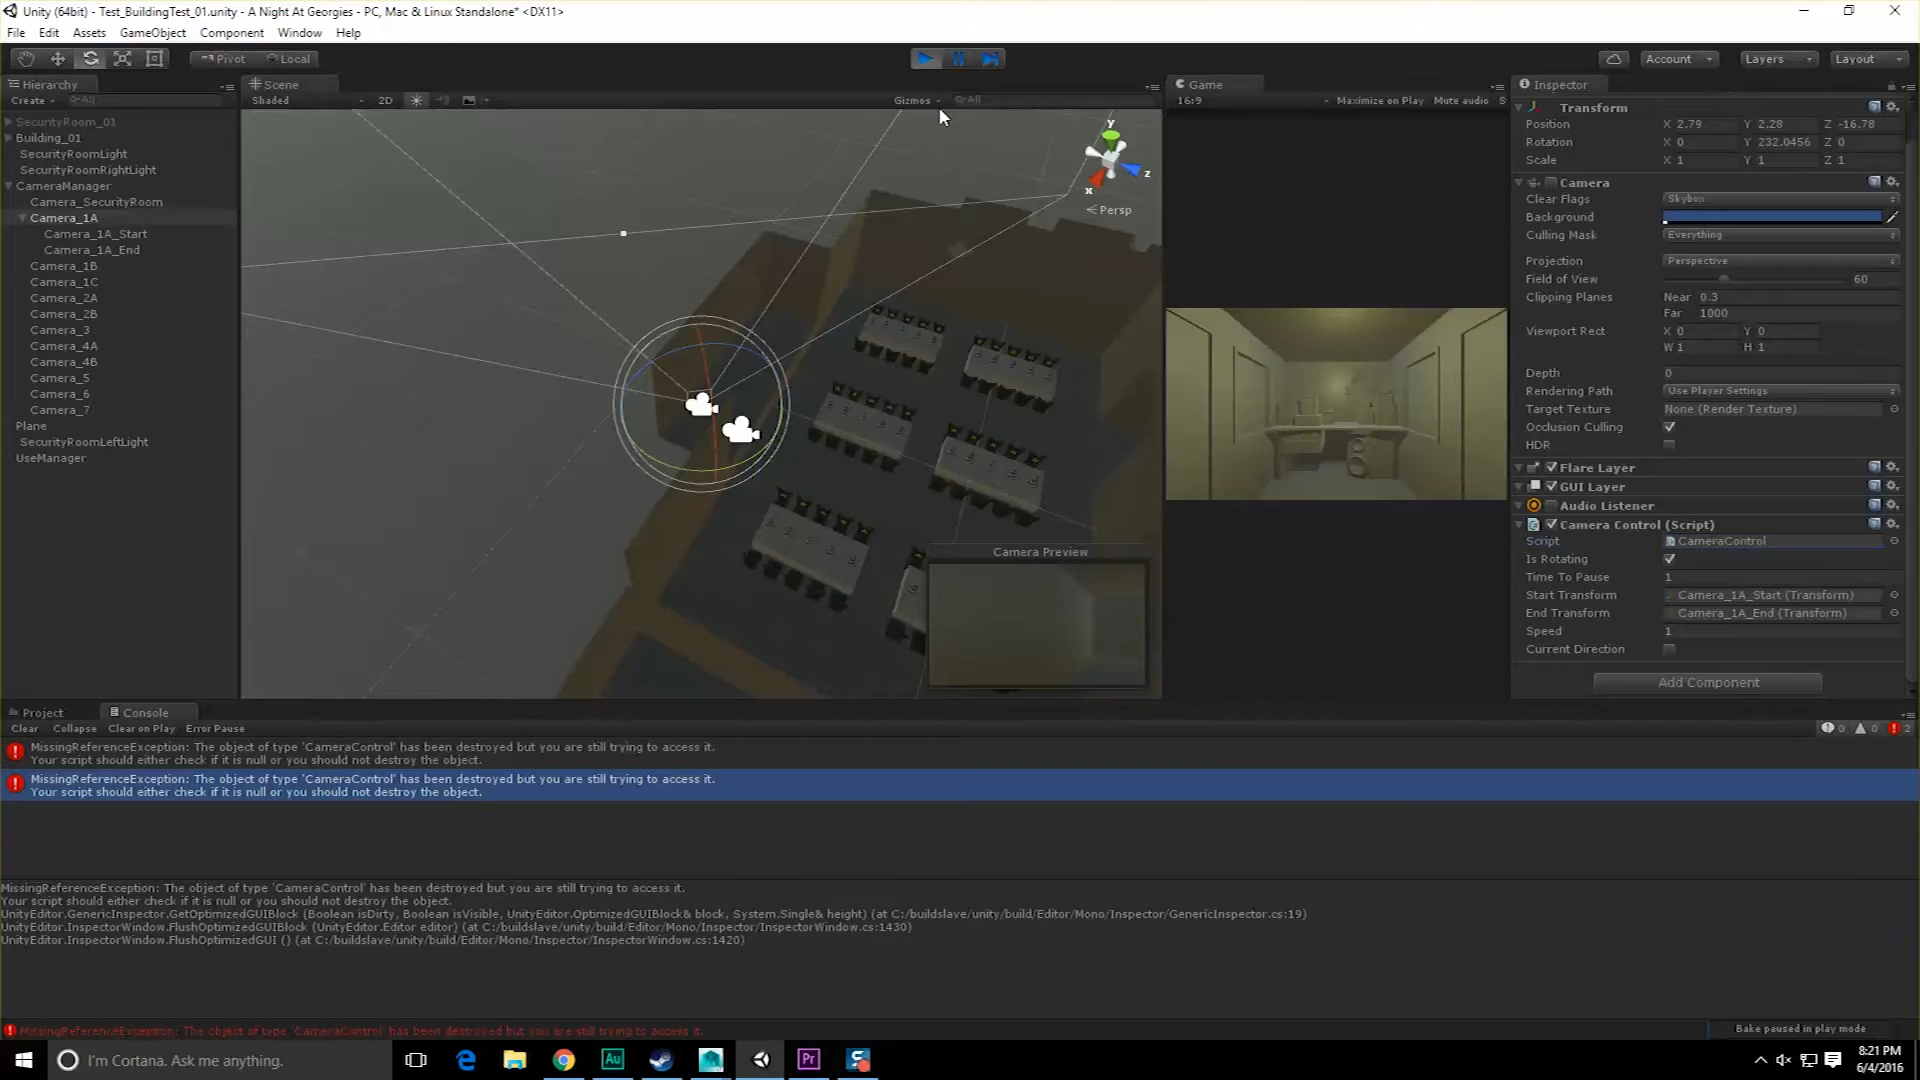 Unity (64bit) - Test_BuildingTest_01.unity - A Night At Georgies - PC, Mac & Linux Standalone* <DX11>
File Edit Assets GameObject Component Window Help
Pivot Local
Account Layers Layout
Hierarchy
Create All
SecurityRoom_01
Building_01
SecurityRoomLight
SecurityRoomRightLight
CameraManager
Camera_SecurityRoom
Camera_1A
Camera_1A_Start
Camera_1A_End
Camera_1B
Camera_1C
Camera_2A
Camera_2B
Camera_3
Camera_4A
Camera_4B
Camera_5
Camera_6
Camera_7
Plane
SecurityRoomLeftLight
UseManager
Scene
Shaded 2D Gizmos All
y
z
x
Persp
Camera Preview
Game
16:9 Maximize on Play Mute audio S
Inspector
Transform
Position X 2.79 Y 2.28 Z -16.78
Rotation X 0 Y 232.0456 Z 0
Scale X 1 Y 1 Z 1
Camera
Clear Flags Skybox
Background
Culling Mask Everything
Projection Perspective
Field of View 60
Clipping Planes Near 0.3
Far 1000
Viewport Rect X 0 Y 0
W 1 H 1
Depth 0
Rendering Path Use Player Settings
Target Texture None (Render Texture)
Occlusion Culling
HDR
Flare Layer
GUI Layer
Audio Listener
Camera Control (Script)
Script CameraControl
Is Rotating
Time To Pause 1
Start Transform Camera_1A_Start (Transform)
End Transform Camera_1A_End (Transform)
Speed 1
Current Direction
Add Component
Project Console
Clear Collapse Clear on Play Error Pause 0 0 2
MissingReferenceException: The object of type 'CameraControl' has been destroyed but you are still trying to access it.
Your script should either check if it is null or you should not destroy the object.
MissingReferenceException: The object of type 'CameraControl' has been destroyed but you are still trying to access it.
Your script should either check if it is null or you should not destroy the object.
MissingReferenceException: The object of type 'CameraControl' has been destroyed but you are still trying to access it.
Your script should either check if it is null or you should not destroy the object.
UnityEditor.GenericInspector.GetOptimizedGUIBlock (Boolean isDirty, Boolean isVisible, UnityEditor.OptimizedGUIBlock& block, System.Single& height) (at C:/buildslave/unity/build/Editor/Mono/Inspector/GenericInspector.cs:19)
UnityEditor.InspectorWindow.FlushOptimizedGUIBlock (UnityEditor.Editor editor) (at C:/buildslave/unity/build/Editor/Mono/Inspector/InspectorWindow.cs:1430)
UnityEditor.InspectorWindow.FlushOptimizedGUI () (at C:/buildslave/unity/build/Editor/Mono/Inspector/InspectorWindow.cs:1420)
MissingReferenceException: The object of type 'CameraControl' has been destroyed but you are still trying to access it.
Bake paused in play mode
I'm Cortana. Ask me anything.
Au
Pr
8:21 PM
6/4/2016